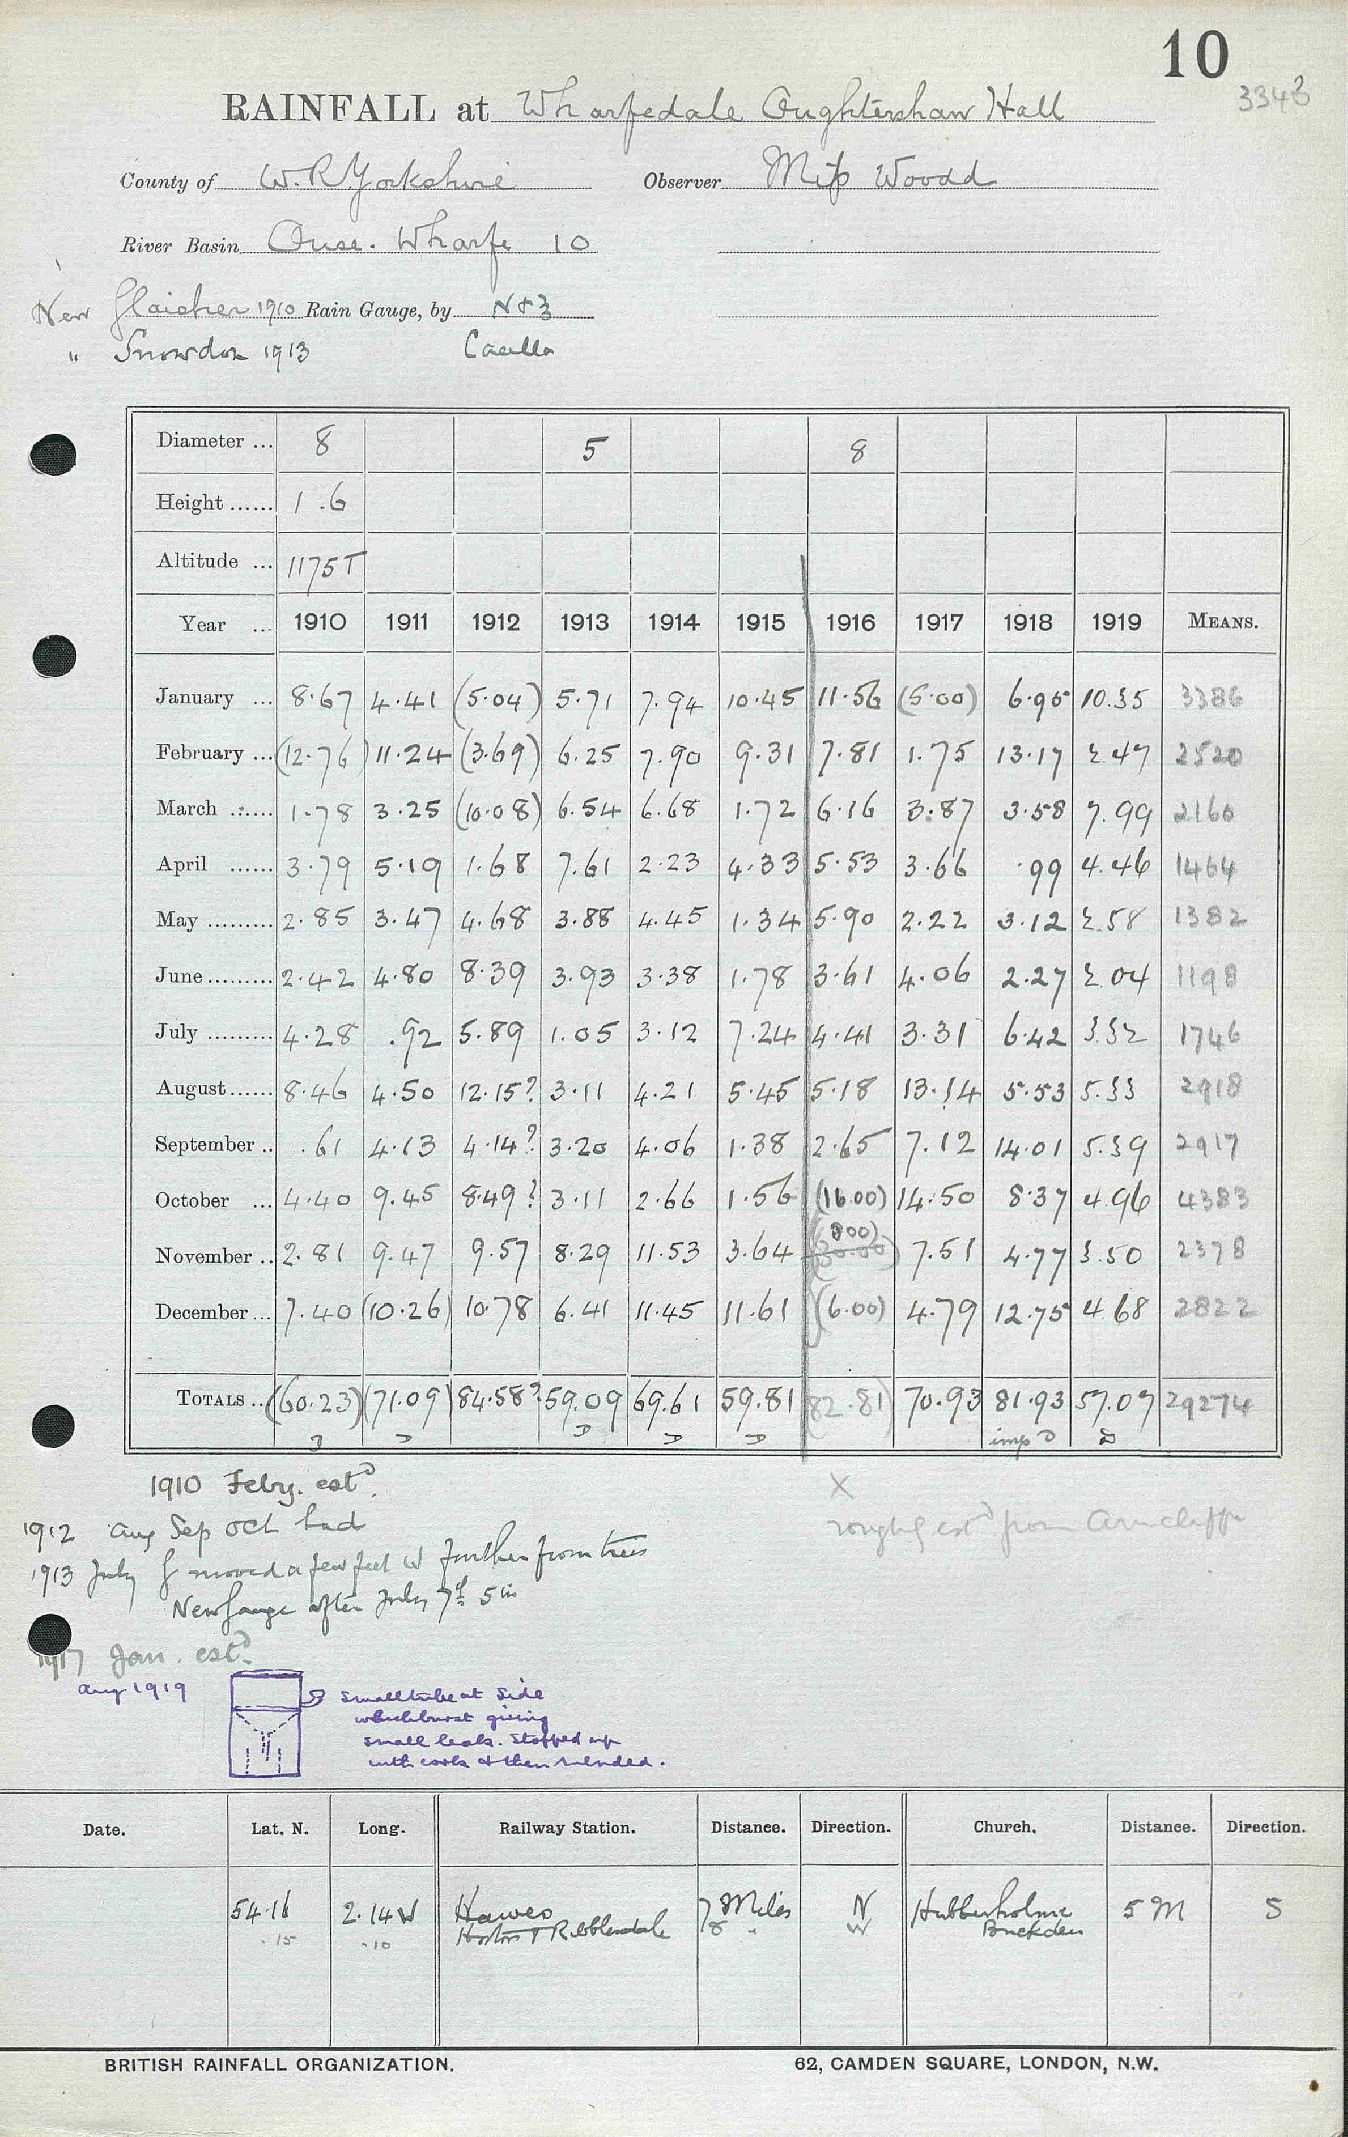 10
3343
RAINFALL at Wharfedale Oughtershaw Hall
County of W. R Yorkshire Observer Miss Woodd
River Basin Ouse. Wharfe 10
New Glaisher 1910 Rain Gauge, by N & Z
" Snowdon 1913 Casella
Diameter ... 8 5 8
Height ...... 1 .6
Altitude ... 1175 T
Year ... 1910 1911 1912 1913 1914 1915 1916 1917 1918 1919 MEANS.
January ... 8.67 4.41 (5.04) 5.71 7.94 10.45 11.56 (5.00) 6.95 10.35 3386
February ... (12.76) 11.24 (3.69) 6.25 7.90 9.31 7.81 1.75 13.17 2.47 2520
March ...... 1.78 3.25 (10.08) 6.54 6.68 1.72 6.16 3.87 3.58 7.99 2160
April ...... 3.79 5.19 1.68 7.61 2.23 4.33 5.53 3.66 .99 4.46 1464
May ......... 2.85 3.47 4.68 3.88 4.45 1.34 5.90 2.22 3.12 2.58 1382
June ......... 2.42 4.80 8.39 3.93 3.38 1.78 3.61 4.06 2.27 2.04 1198
July ......... 4.28 .92 5.89 1.05 3.12 7.24 4.41 3.31 6.42 3.32 1746
August ...... 8.46 4.50 12.15? 3.11 4.21 5.45 5.18 13.14 5.53 5.33 2918
September .. .61 4.13 4.14? 3.20 4.06 1.38 2.65 7.12 14.01 5.39 2917
October ... 4.40 9.45 8.49? 3.11 2.66 1.56 (16.00) 14.50 8.37 4.96 4383
(8.00)
November .. 2.81 9.47 9.57 8.29 11.53 3.64 7.51 4.77 3.50 2378
December ... 7.40 (10.26) 10.78 6.41 11.45 11.61 (6.00) 4.79 12.75 4.68 2822
TOTALS .. (60.23) (71.09) 84.58? 59.09 69.61 59.81 (82.81) 70.93 81.93 57.07 29274
D D D D D imp D D
1910 Feby. estd.
X
roughly estd from Arncliffe
1912 Aug Sep Oct bad
1913 July G moved a few feet W further from trees
New Gauge after July 7th 5 in
1917 Jan. estd.
Aug 1919
small tube at side
which burst giving
small leak. Stopped up
with cork & then mended.
Date. Lat. N. Long. Railway Station. Distance. Direction. Church. Distance. Direction.
54.16 2.14 W Hawes 7 Miles N Hubberholme 5 M S
.15 .10 Horton I Ribblesdale 8 " W Buckden
BRITISH RAINFALL ORGANIZATION. 62, CAMDEN SQUARE, LONDON, N.W.